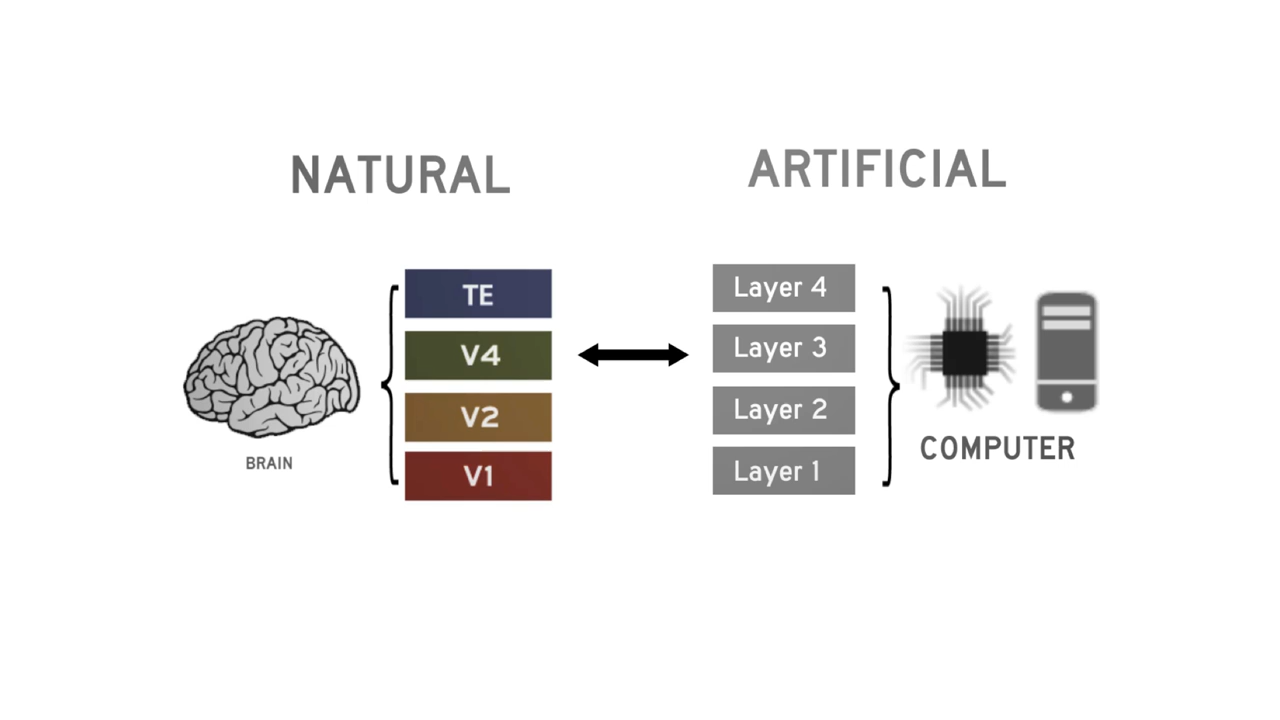 NATURAL
ARTIFICIAL
TE
V4
V2
V1
BRAIN
Layer 4
Layer 3
Layer 2
Layer 1
COMPUTER